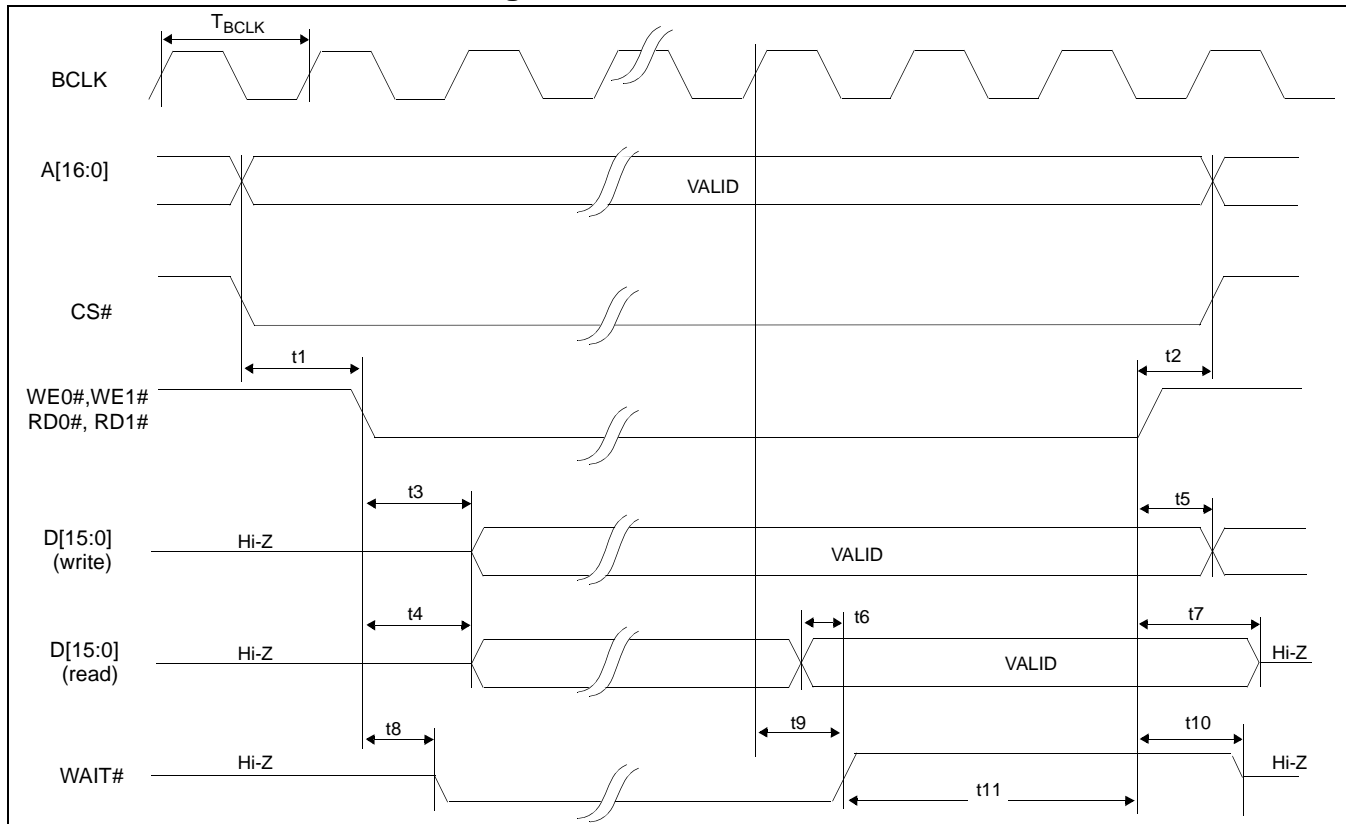 TBCLK
BCLK
A[16:0]
VALID
CS#
t1
t2
WE0#,WE1#
RD0#, RD1#
t3
t5
D[15:0]
(write)
Hi-Z
VALID
t4
t6
t7
D[15:0]
(read)
Hi-Z
VALID
Hi-Z
t8
t9
t10
WAIT#
Hi-Z
Hi-Z
t11